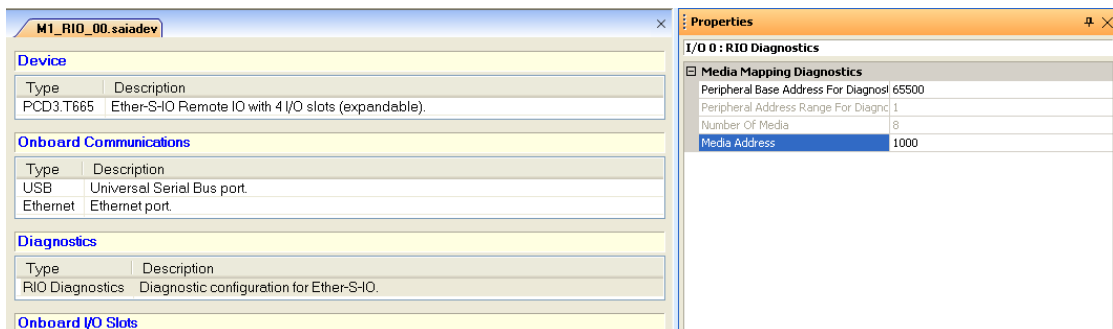 M1_RIO_00.saiadev
Device
Type Description
PCD3.T665 Ether-S-IO Remote IO with 4 I/O slots (expandable).
Onboard Communications
Type Description
USB Universal Serial Bus port.
Ethernet Ethernet port.
Diagnostics
Type Description
RIO Diagnostics Diagnostic configuration for Ether-S-IO.
Onboard I/O Slots
Properties
I/O 0 : RIO Diagnostics
Media Mapping Diagnostics
Peripheral Base Address For Diagnost 65500
Peripheral Address Range For Diagnc 1
Number Of Media 8
Media Address 1000